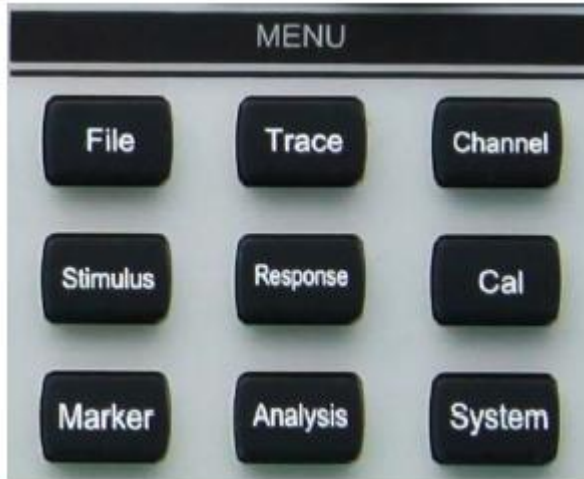 MENU
File Trace Channel
Stimulus Response Cal
Marker Analysis System